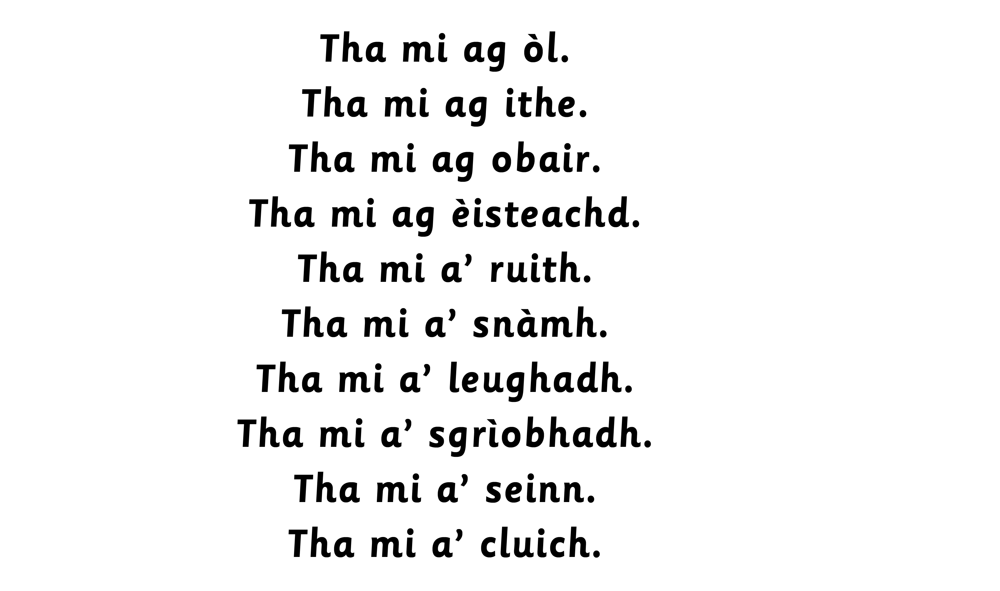 Tha mi ag òl.
Tha mi ag ithe.
Tha mi ag obair.
Tha mi ag èisteachd.
Tha mi a’ ruith.
Tha mi a’ snàmh.
Tha mi a’ leughadh.
Tha mi a’ sgrìobhadh.
Tha mi a’ seinn.
Tha mi a’ cluich.